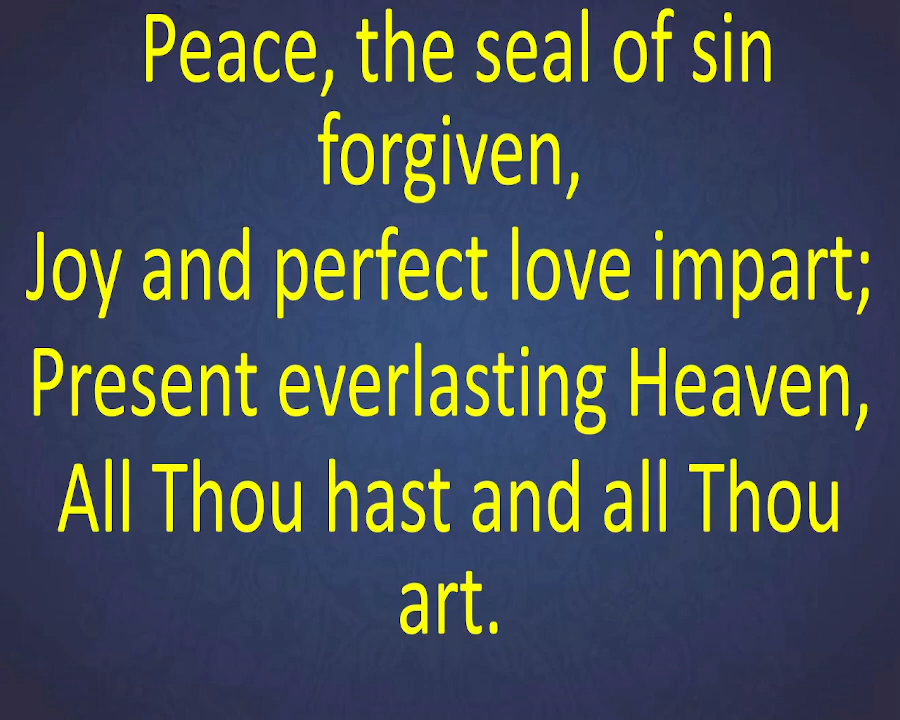 Peace, the seal of sin
forgiven,
Joy and perfect love impart;
Present everlasting Heaven,
All Thou hast and all Thou
art.